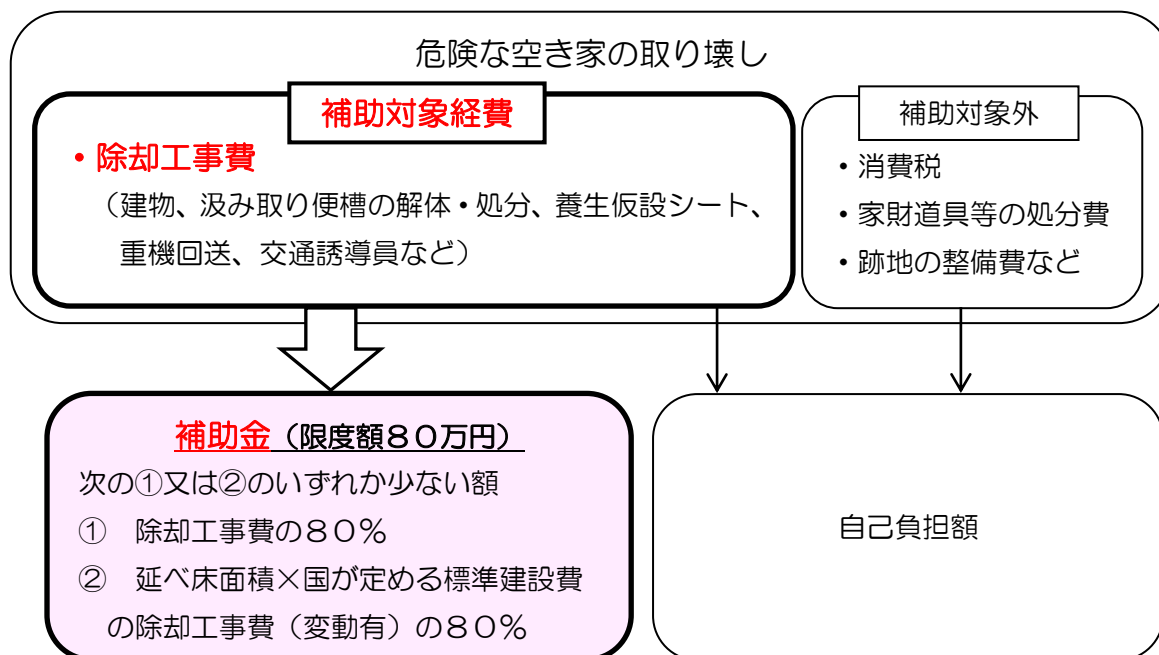 危険な空き家の取り壊し
補助対象経費
・除却工事費
（建物、汲み取り便槽の解体・処分、養生仮設シート、
重機回送、交通誘導員など）
補助対象外
・消費税
・家財道具等の処分費
・跡地の整備費など
補助金（限度額８０万円）
次の①又は②のいずれか少ない額
①　除却工事費の８０％
②　延べ床面積×国が定める標準建設費
の除却工事費（変動有）の８０％
自己負担額